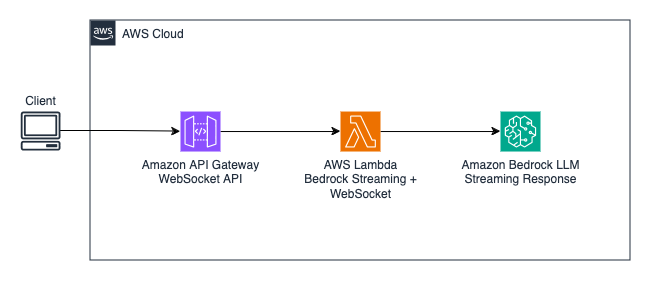 aws
AWS Cloud
Client
Amazon API Gateway
WebSocket API
AWS Lambda
Bedrock Streaming +
WebSocket
Amazon Bedrock LLM
Streaming Response